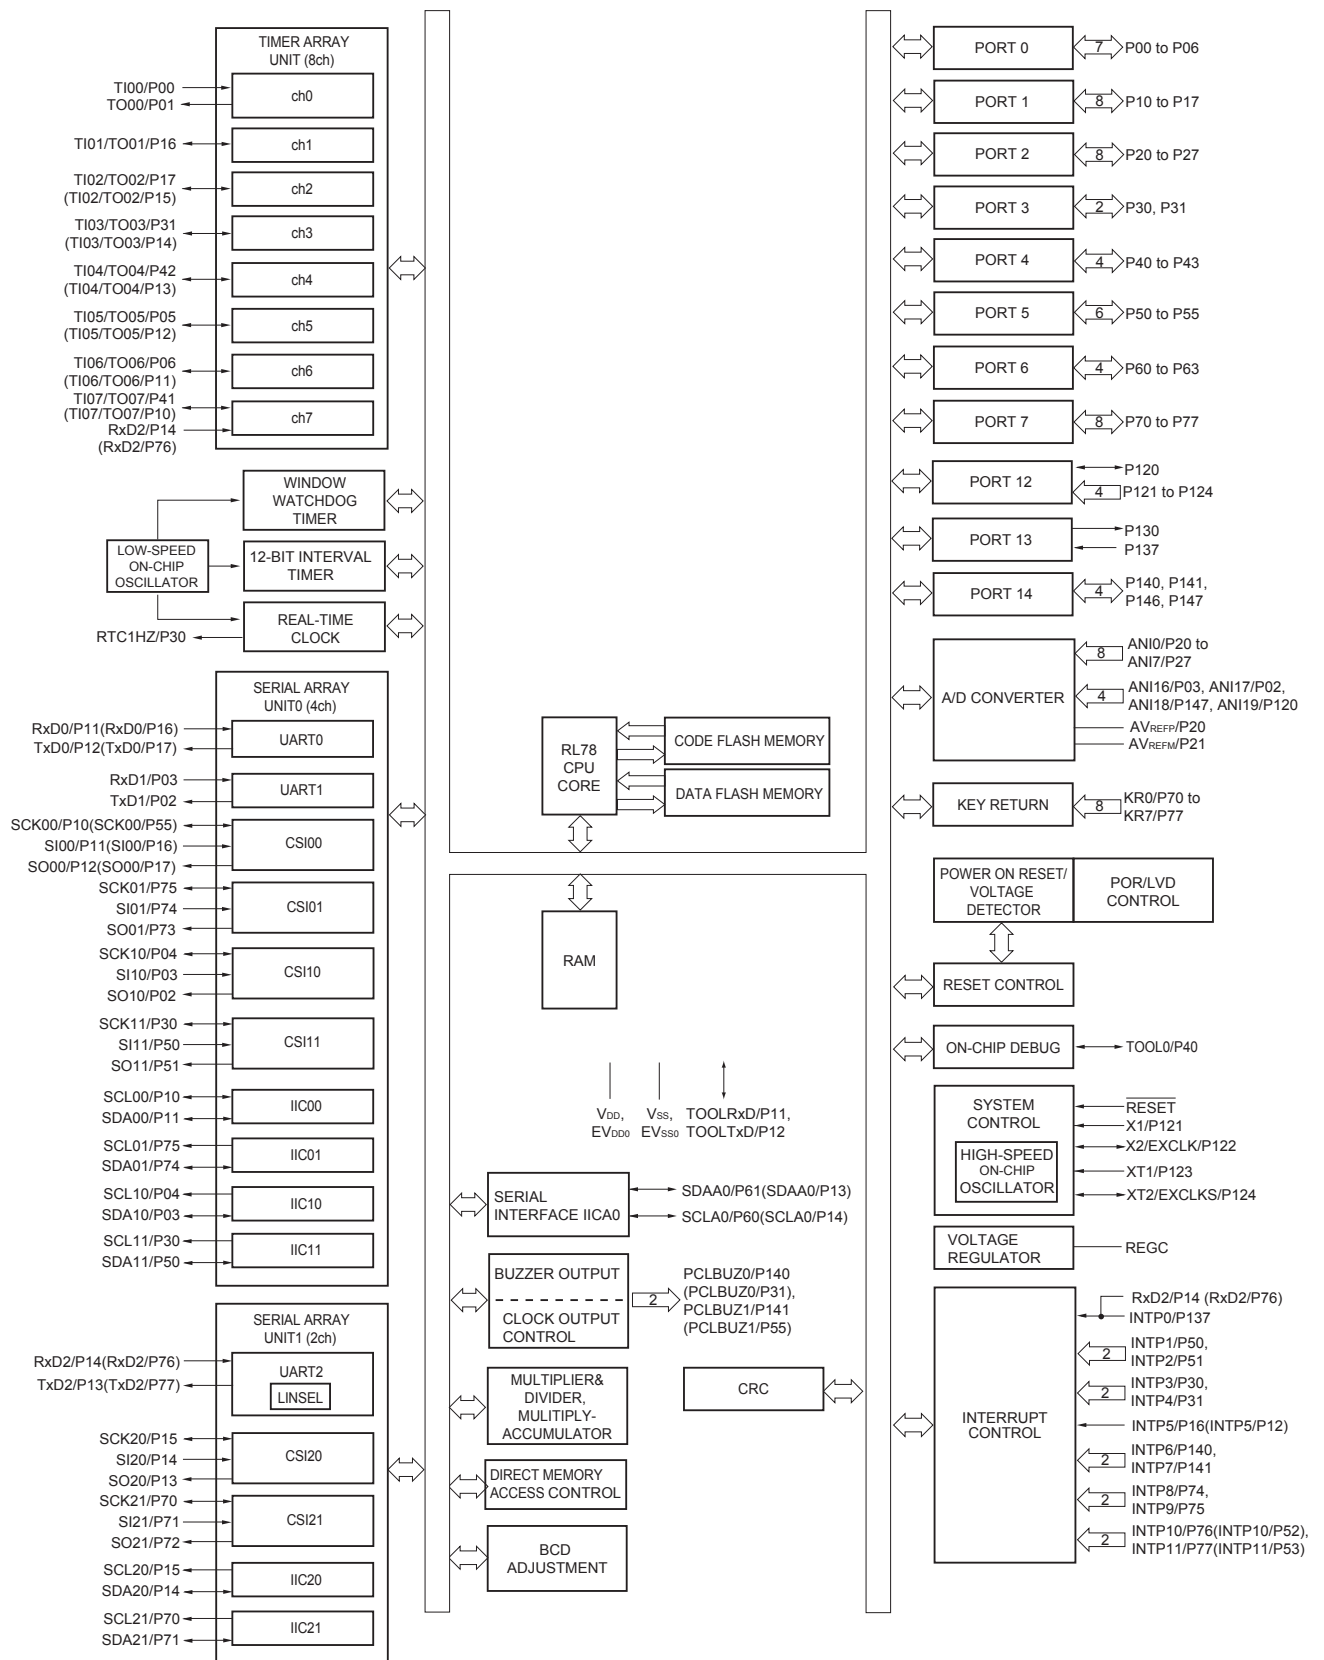 TIMER ARRAY
UNIT (8ch)
TI00/P00
TO00/P01
ch0
TI01/TO01/P16
ch1
TI02/TO02/P17
(TI02/TO02/P15)
ch2
TI03/TO03/P31
(TI03/TO03/P14)
ch3
TI04/TO04/P42
(TI04/TO04/P13)
ch4
TI05/TO05/P05
(TI05/TO05/P12)
ch5
TI06/TO06/P06
(TI06/TO06/P11)
ch6
TI07/TO07/P41
(TI07/TO07/P10)
RxD2/P14
(RxD2/P76)
ch7
WINDOW
WATCHDOG
TIMER
LOW-SPEED
ON-CHIP
OSCILLATOR
12-BIT INTERVAL
TIMER
REAL-TIME
CLOCK
RTC1HZ/P30
SERIAL ARRAY
UNIT0 (4ch)
RxD0/P11(RxD0/P16)
TxD0/P12(TxD0/P17)
UART0
RxD1/P03
TxD1/P02
UART1
SCK00/P10(SCK00/P55)
SI00/P11(SI00/P16)
SO00/P12(SO00/P17)
CSI00
SCK01/P75
SI01/P74
SO01/P73
CSI01
SCK10/P04
SI10/P03
SO10/P02
CSI10
SCK11/P30
SI11/P50
SO11/P51
CSI11
SCL00/P10
SDA00/P11
IIC00
SCL01/P75
SDA01/P74
IIC01
SCL10/P04
SDA10/P03
IIC10
SCL11/P30
SDA11/P50
IIC11
SERIAL ARRAY
UNIT1 (2ch)
RxD2/P14(RxD2/P76)
TxD2/P13(TxD2/P77)
UART2
LINSEL
SCK20/P15
SI20/P14
SO20/P13
CSI20
SCK21/P70
SI21/P71
SO21/P72
CSI21
SCL20/P15
SDA20/P14
IIC20
SCL21/P70
SDA21/P71
IIC21
RL78
CPU
CORE
CODE FLASH MEMORY
DATA FLASH MEMORY
RAM
VDD,
EVDD0
VSS,
EVSS0
TOOLRxD/P11,
TOOLTxD/P12
SERIAL
INTERFACE IICA0
SDAA0/P61(SDAA0/P13)
SCLA0/P60(SCLA0/P14)
BUZZER OUTPUT
CLOCK OUTPUT
CONTROL
2
PCLBUZ0/P140
(PCLBUZ0/P31),
PCLBUZ1/P141
(PCLBUZ1/P55)
MULTIPLIER&
DIVIDER,
MULITIPLY-
ACCUMULATOR
CRC
DIRECT MEMORY
ACCESS CONTROL
BCD
ADJUSTMENT
PORT 0
7
P00 to P06
PORT 1
8
P10 to P17
PORT 2
8
P20 to P27
PORT 3
2
P30, P31
PORT 4
4
P40 to P43
PORT 5
6
P50 to P55
PORT 6
4
P60 to P63
PORT 7
8
P70 to P77
PORT 12
P120
4
P121 to P124
PORT 13
P130
P137
PORT 14
4
P140, P141,
P146, P147
A/D CONVERTER
8
ANI0/P20 to
ANI7/P27
4
ANI16/P03, ANI17/P02,
ANI18/P147, ANI19/P120
AVREFP/P20
AVREFM/P21
KEY RETURN
8
KR0/P70 to
KR7/P77
POWER ON RESET/
VOLTAGE
DETECTOR
POR/LVD
CONTROL
RESET CONTROL
ON-CHIP DEBUG
TOOL0/P40
SYSTEM
CONTROL
HIGH-SPEED
ON-CHIP
OSCILLATOR
RESET
X1/P121
X2/EXCLK/P122
XT1/P123
XT2/EXCLKS/P124
VOLTAGE
REGULATOR
REGC
INTERRUPT
CONTROL
RxD2/P14 (RxD2/P76)
INTP0/P137
2
INTP1/P50,
INTP2/P51
2
INTP3/P30,
INTP4/P31
INTP5/P16(INTP5/P12)
2
INTP6/P140,
INTP7/P141
2
INTP8/P74,
INTP9/P75
2
INTP10/P76(INTP10/P52),
INTP11/P77(INTP11/P53)